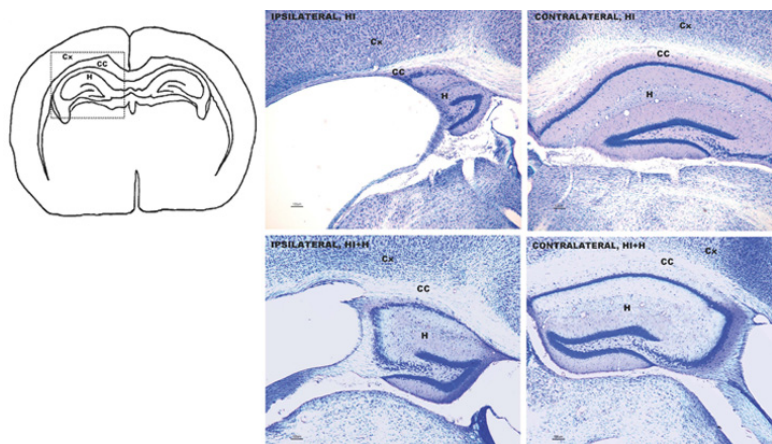 Cx
CC
H
IPSILATERAL, HI
Cx
CC
H
CONTRALATERAL, HI
Cx
CC
H
IPSILATERAL, HI+H
Cx
CC
H
CONTRALATERAL, HI+H
Cx
CC
H